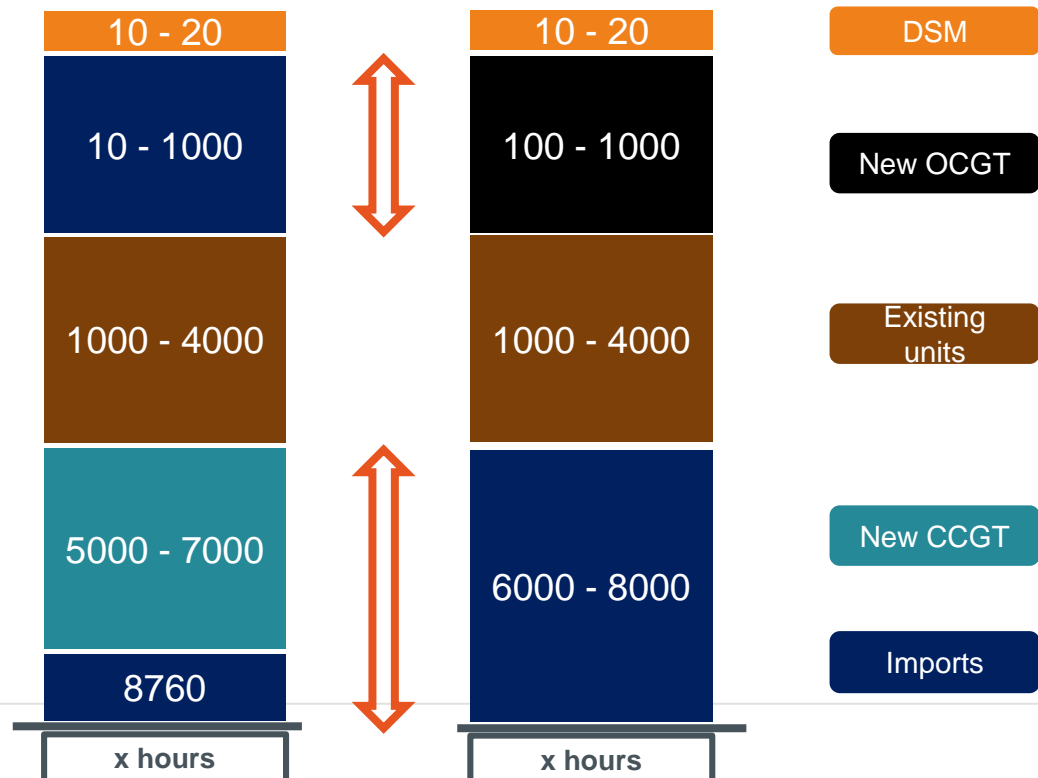 10 - 20
10 - 1000
1000 - 4000
5000 - 7000
8760
x hours
10 - 20
100 - 1000
1000 - 4000
6000 - 8000
x hours
DSM
New OCGT
Existing
units
New CCGT
Imports